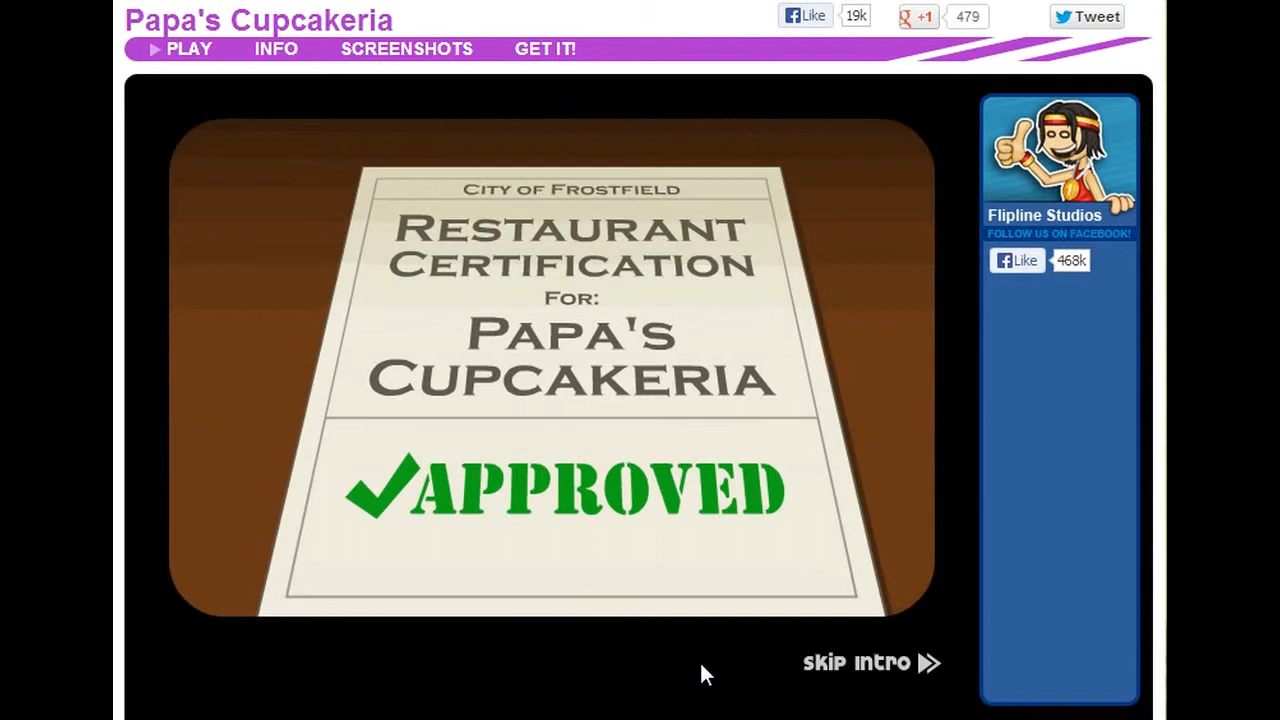 Papa's Cupcakeria
Like 19k
+1 479
Tweet
PLAY INFO SCREENSHOTS GET IT!
CITY OF FROSTFIELD
RESTAURANT
CERTIFICATION
FOR:
PAPA'S
CUPCAKERIA
APPROVED
skip intro
Flipline Studios
FOLLOW US ON FACEBOOK!
Like 468k